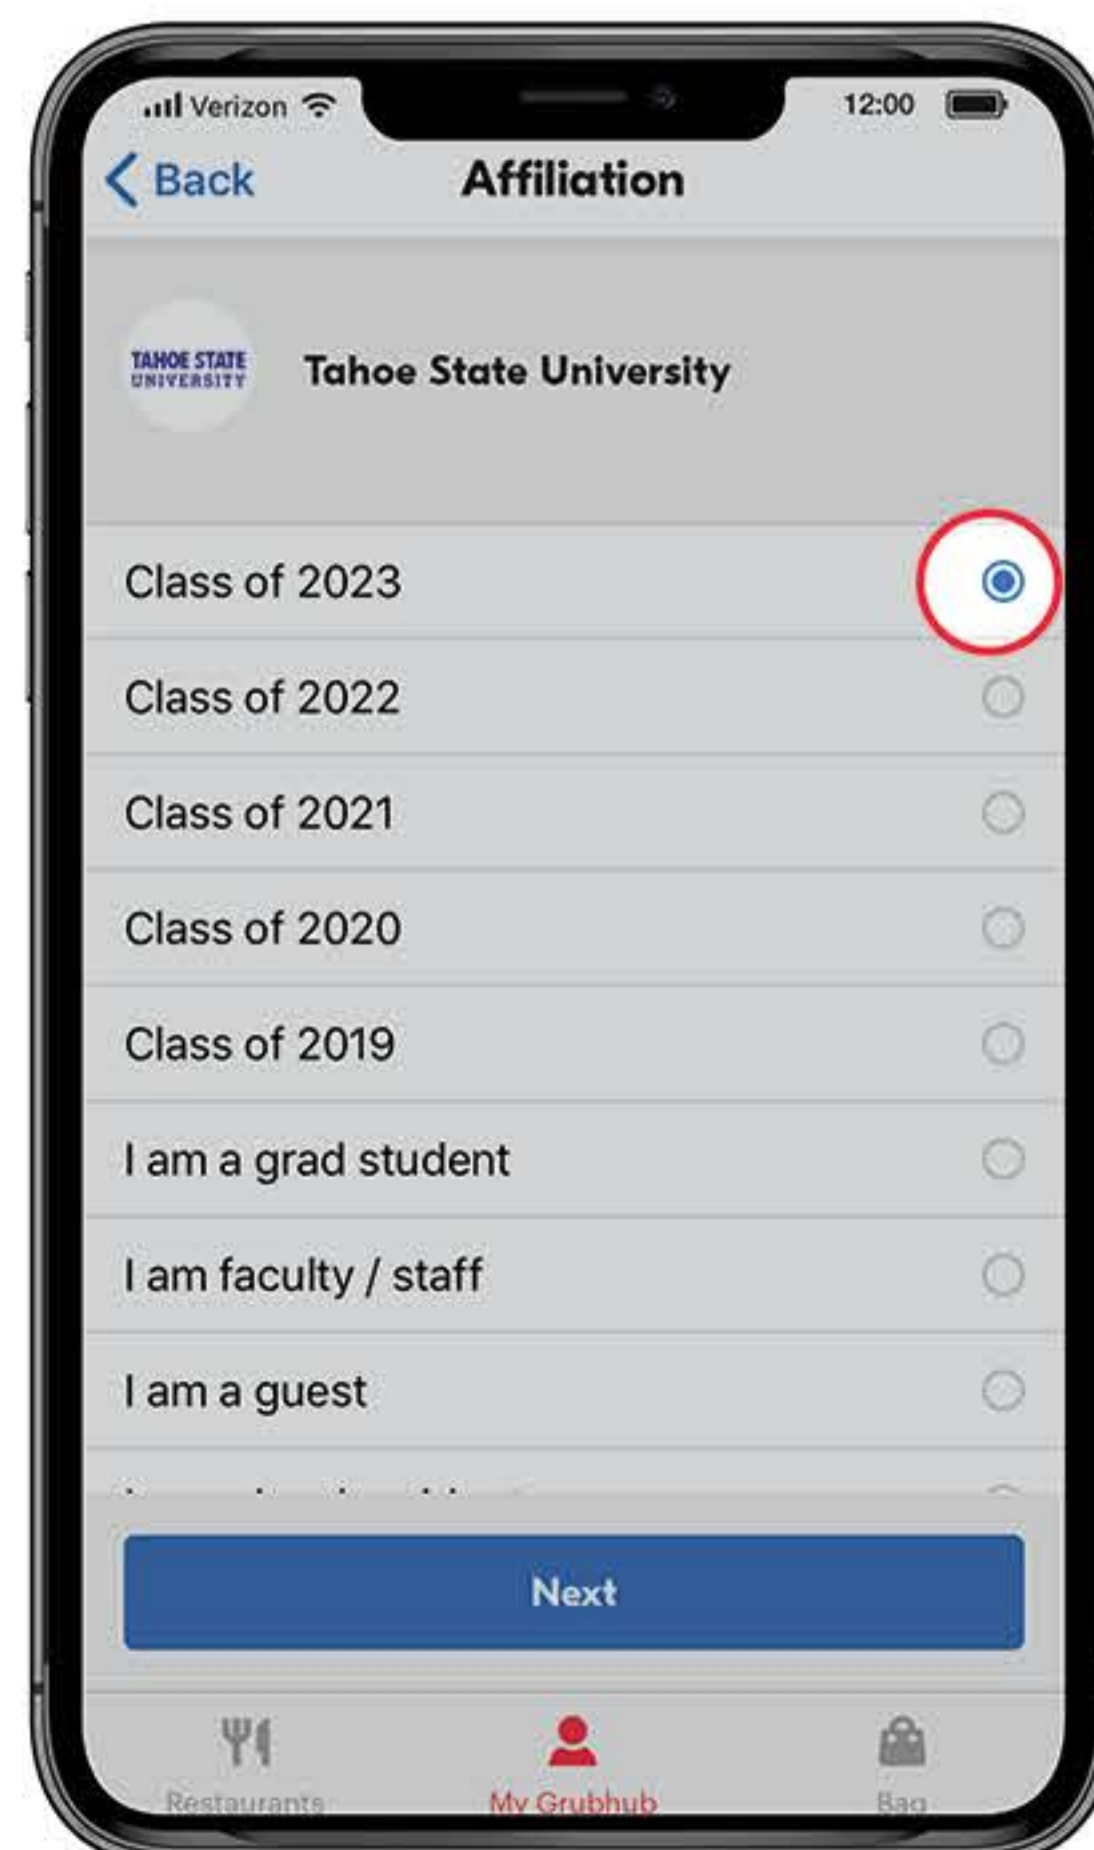 Verizon
12:00
Back
Affiliation
TAHOE STATE
UNIVERSITY
Tahoe State University
Class of 2023
Class of 2022
Class of 2021
Class of 2020
Class of 2019
I am a grad student
I am faculty / staff
I am a guest
Next
Restaurants
My Grubhub
Bag